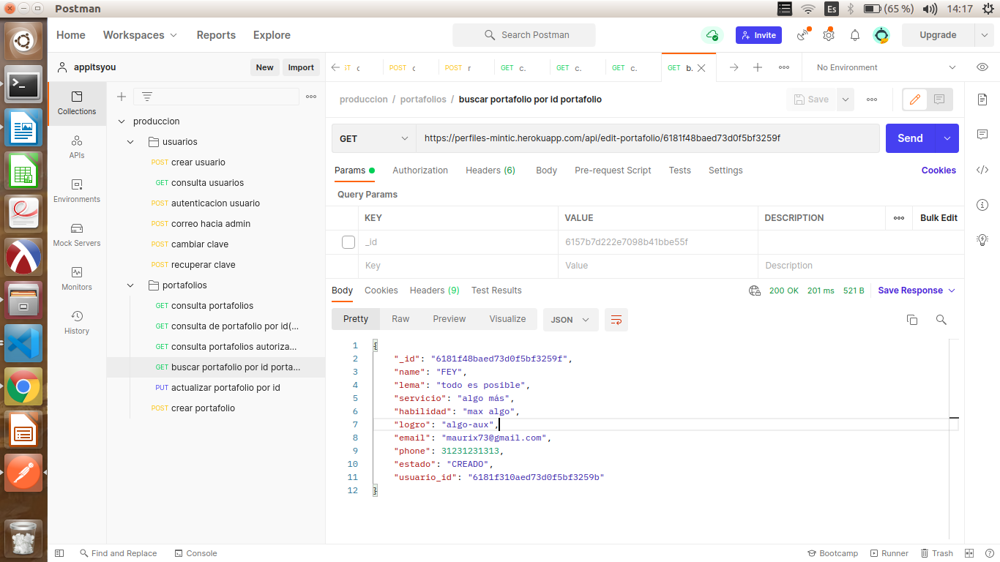 Postman
Es
(65 %)
14:17
Home
Workspaces
Reports
Explore
Search Postman
Invite
Upgrade
appitsyou
New
Import
POST c
POST r
GET c.
GET c.
GET c.
GET b.
No Environment
Collections
APIs
Environments
Mock Servers
Monitors
History
produccion
usuarios
POST crear usuario
GET consulta usuarios
POST autenticacion usuario
POST correo hacia admin
POST cambiar clave
POST recuperar clave
portafolios
GET consulta portafolios
GET consulta de portafolio por id(...
GET consulta portafolios autoriza...
GET buscar portafolio por id porta...
PUT actualizar portafolio por id
POST crear portafolio
produccion / portafolios / buscar portafolio por id portafolio
Save
GET
https://perfiles-mintic.herokuapp.com/api/edit-portafolio/6181f48baed73d0f5bf3259f
Send
Params
Authorization
Headers (6)
Body
Pre-request Script
Tests
Settings
Cookies
Query Params
KEY
VALUE
DESCRIPTION
Bulk Edit
_id
6157b7d222e7098b41bbe55f
Key
Value
Description
Body
Cookies
Headers (9)
Test Results
200 OK
201 ms
521 B
Save Response
Pretty
Raw
Preview
Visualize
JSON
1 {
2 "_id": "6181f48baed73d0f5bf3259f",
3 "name": "FEY",
4 "lema": "todo es posible",
5 "servicio": "algo más",
6 "habilidad": "max algo",
7 "logro": "algo-aux",
8 "email": "maurix73@gmail.com",
9 "phone": 31231231313,
10 "estado": "CREADO",
11 "usuario_id": "6181f310aed73d0f5bf3259b"
12 }
Find and Replace
Console
Bootcamp
Runner
Trash